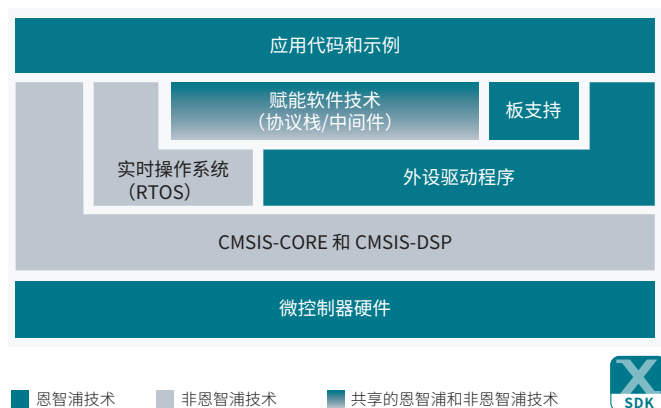 应用代码和示例
赋能软件技术
（协议栈/中间件）
板支持
实时操作系统
（RTOS）
外设驱动程序
CMSIS-CORE 和 CMSIS-DSP
微控制器硬件
恩智浦技术
非恩智浦技术
共享的恩智浦和非恩智浦技术
X
SDK